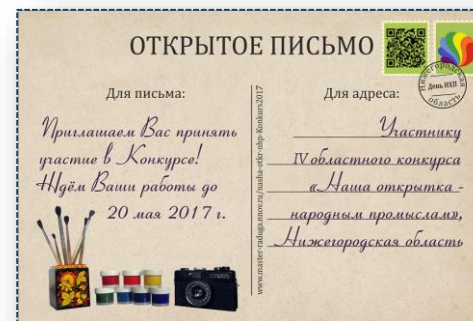 ОТКРЫТОЕ ПИСЬМО
Для письма:
Приглашаем Вас принять
участие в Конкурсе!
Ждём Ваши работы до
20 мая 2017 г.
www.master-raduga.nnov.ru/nasha-otkr-nhp-Konkurs2017
Для адреса:
Участнику
IV областного конкурса
«Наша открытка -
народным промыслам»,
Нижегородская область
Нижегородская
День НХП
область